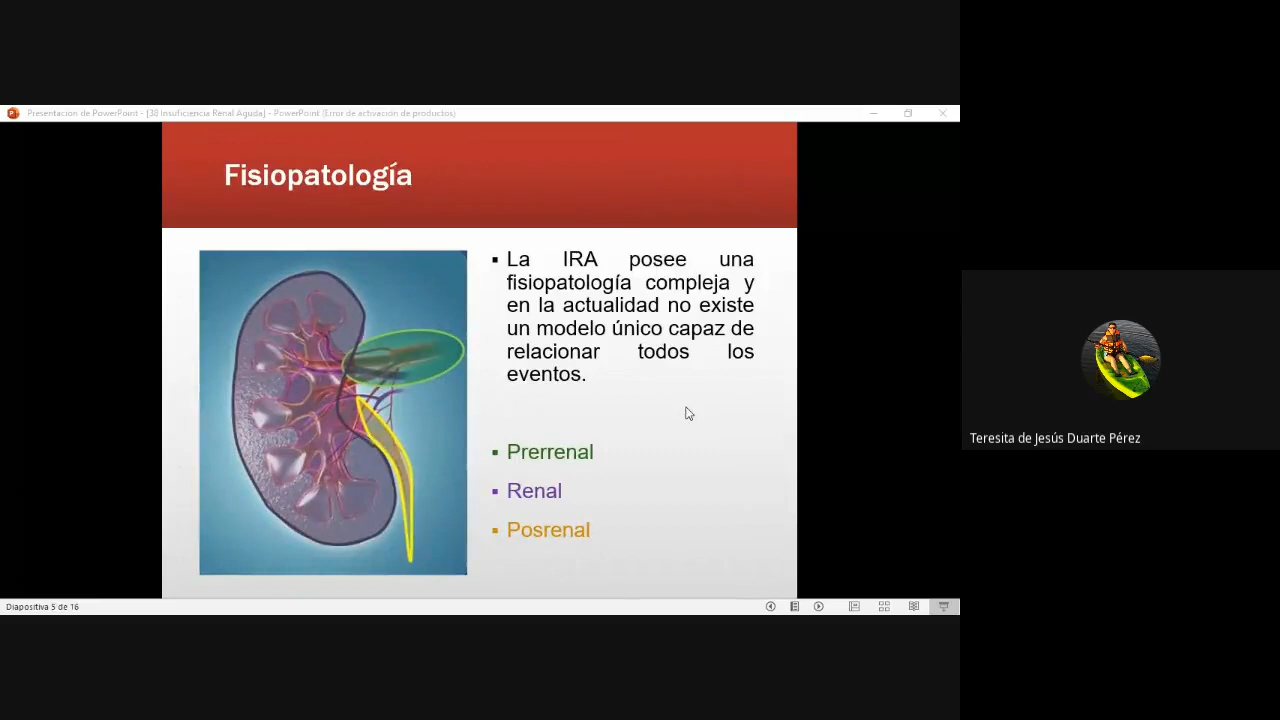 Presentación de PowerPoint - [38 Insuficiencia Renal Aguda] - PowerPoint (Error de activación de productos)
Fisiopatología
La IRA posee una
fisiopatología compleja y
en la actualidad no existe
un modelo único capaz de
relacionar todos los
eventos.
Prerrenal
Renal
Posrenal
Teresita de Jesús Duarte Pérez
Diapositiva 5 de 16